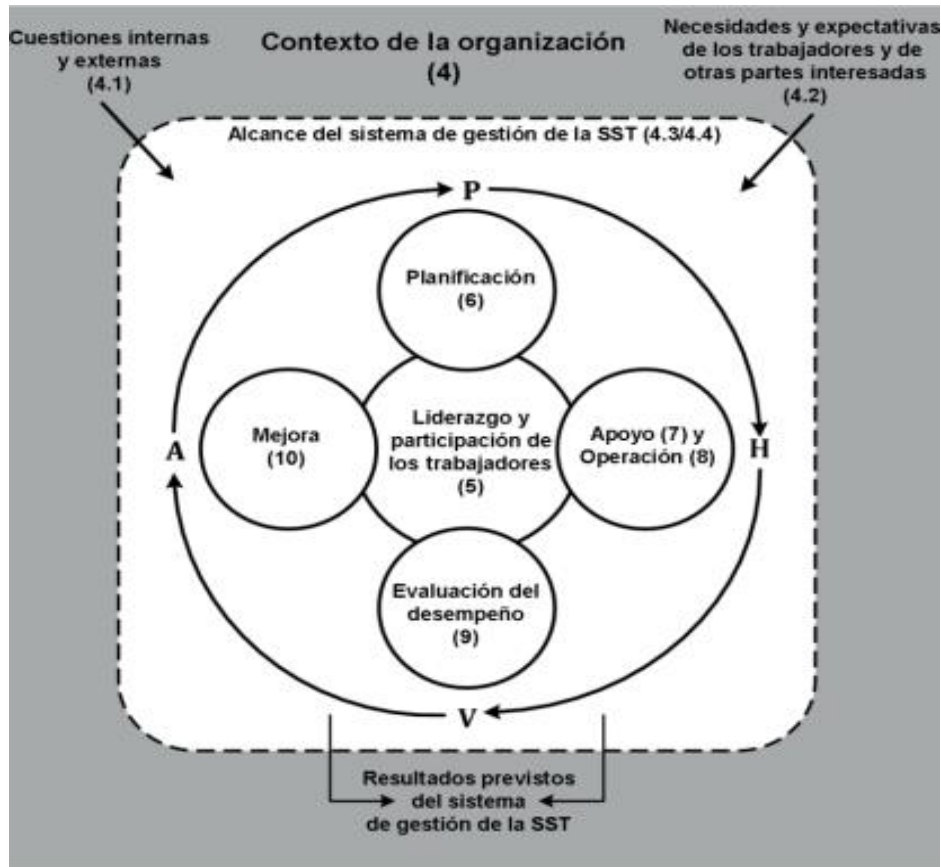 Cuestiones internas
y externas
(4.1)
Contexto de la organización
(4)
Necesidades y expectativas
de los trabajadores y de
otras partes interesadas
(4.2)
Alcance del sistema de gestión de la SST (4.3/4.4)
P
Planificación
(6)
A
Mejora
(10)
Liderazgo y
participación de
los trabajadores
(5)
Apoyo (7) y
Operación (8)
H
Evaluación del
desempeño
(9)
V
Resultados previstos
del sistema
de gestión de la SST